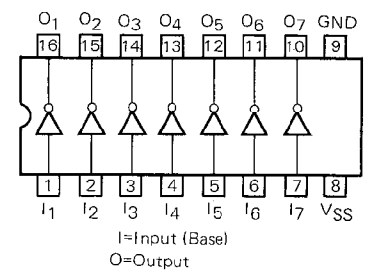 O1 O2 O3 O4 O5 O6 O7 GND
16 15 14 13 12 11 10 9
1 2 3 4 5 6 7 8
I1 I2 I3 I4 I5 I6 I7 VSS
I=Input (Base)
O=Output